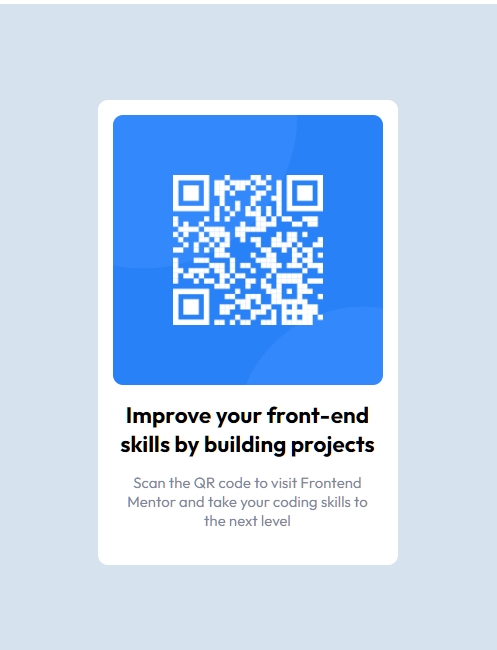 Improve your front-end
skills by building projects
Scan the QR code to visit Frontend
Mentor and take your coding skills to
the next level